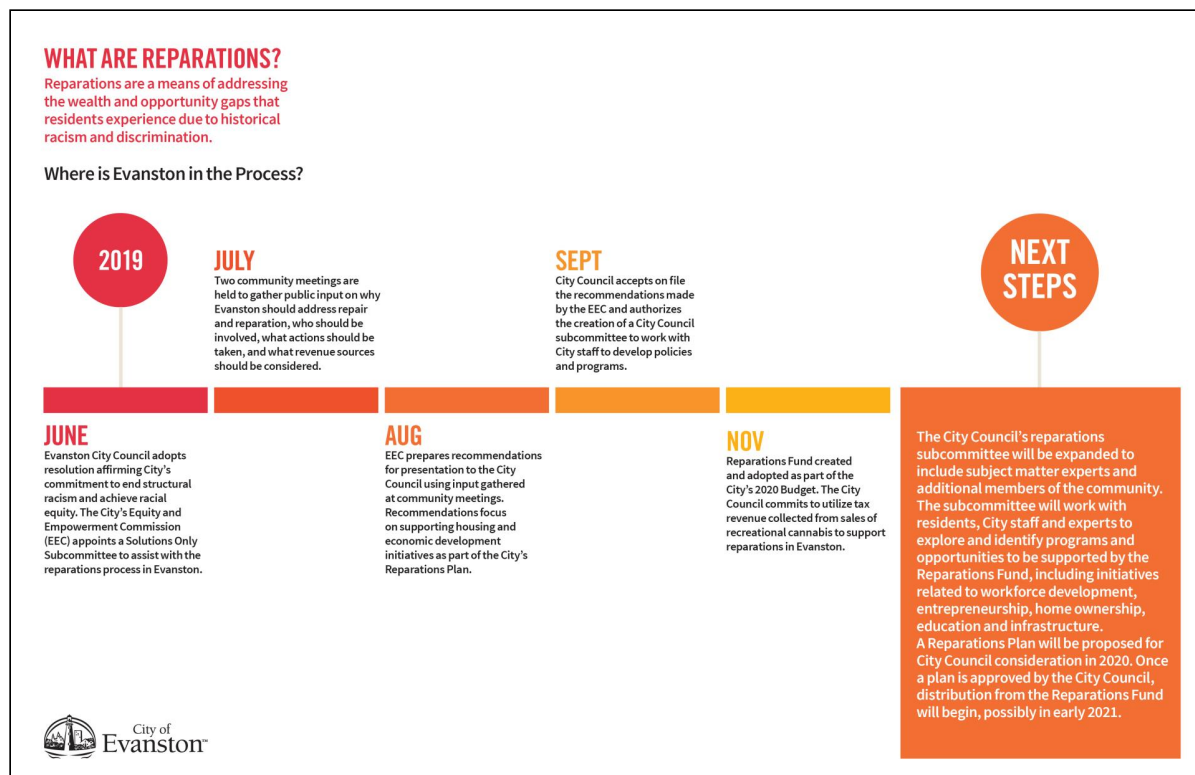 WHAT ARE REPARATIONS?
Reparations are a means of addressing
the wealth and opportunity gaps that
residents experience due to historical
racism and discrimination.
Where is Evanston in the Process?
2019
JUNE
Evanston City Council adopts
resolution affirming City's
commitment to end structural
racism and achieve racial
equity. The City's Equity and
Empowerment Commission
(EEC) appoints a Solutions Only
Subcommittee to assist with the
reparations process in Evanston.
JULY
Two community meetings are
held to gather public input on why
Evanston should address repair
and reparation, who should be
involved, what actions should be
taken, and what revenue sources
should be considered.
AUG
EEC prepares recommendations
for presentation to the City
Council using input gathered
at community meetings.
Recommendations focus
on supporting housing and
economic development
initiatives as part of the City's
Reparations Plan.
SEPT
City Council accepts on file
the recommendations made
by the EEC and authorizes
the creation of a City Council
subcommittee to work with
City staff to develop policies
and programs.
NOV
Reparations Fund created
and adopted as part of the
City's 2020 Budget. The City
Council commits to utilize tax
revenue collected from sales of
recreational cannabis to support
reparations in Evanston.
NEXT
STEPS
The City Council's reparations
subcommittee will be expanded to
include subject matter experts and
additional members of the community.
The subcommittee will work with
residents, City staff and experts to
explore and identify programs and
opportunities to be supported by the
Reparations Fund, including initiatives
related to workforce development,
entrepreneurship, home ownership,
education and infrastructure.
A Reparations Plan will be proposed for
City Council consideration in 2020. Once
a plan is approved by the City Council,
distribution from the Reparations Fund
will begin, possibly in early 2021.
City of
Evanston™